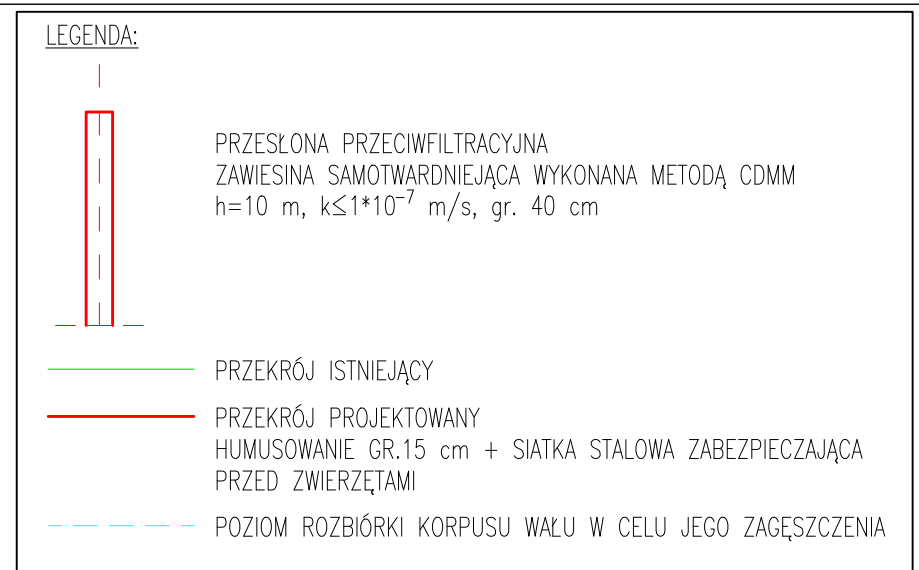 LEGENDA:
PRZESŁONA PRZECIWFILTRACYJNA
ZAWIESINA SAMOTWARDNIEJĄCA WYKONANA METODĄ CDMM
h=10 m, k≤1*10⁻⁷ m/s, gr. 40 cm
PRZEKRÓJ ISTNIEJĄCY
PRZEKRÓJ PROJEKTOWANY
HUMUSOWANIE GR.15 cm + SIATKA STALOWA ZABEZPIECZAJĄCA
PRZED ZWIERZĘTAMI
POZIOM ROZBIÓRKI KORPUSU WAŁU W CELU JEGO ZAGĘSZCZENIA